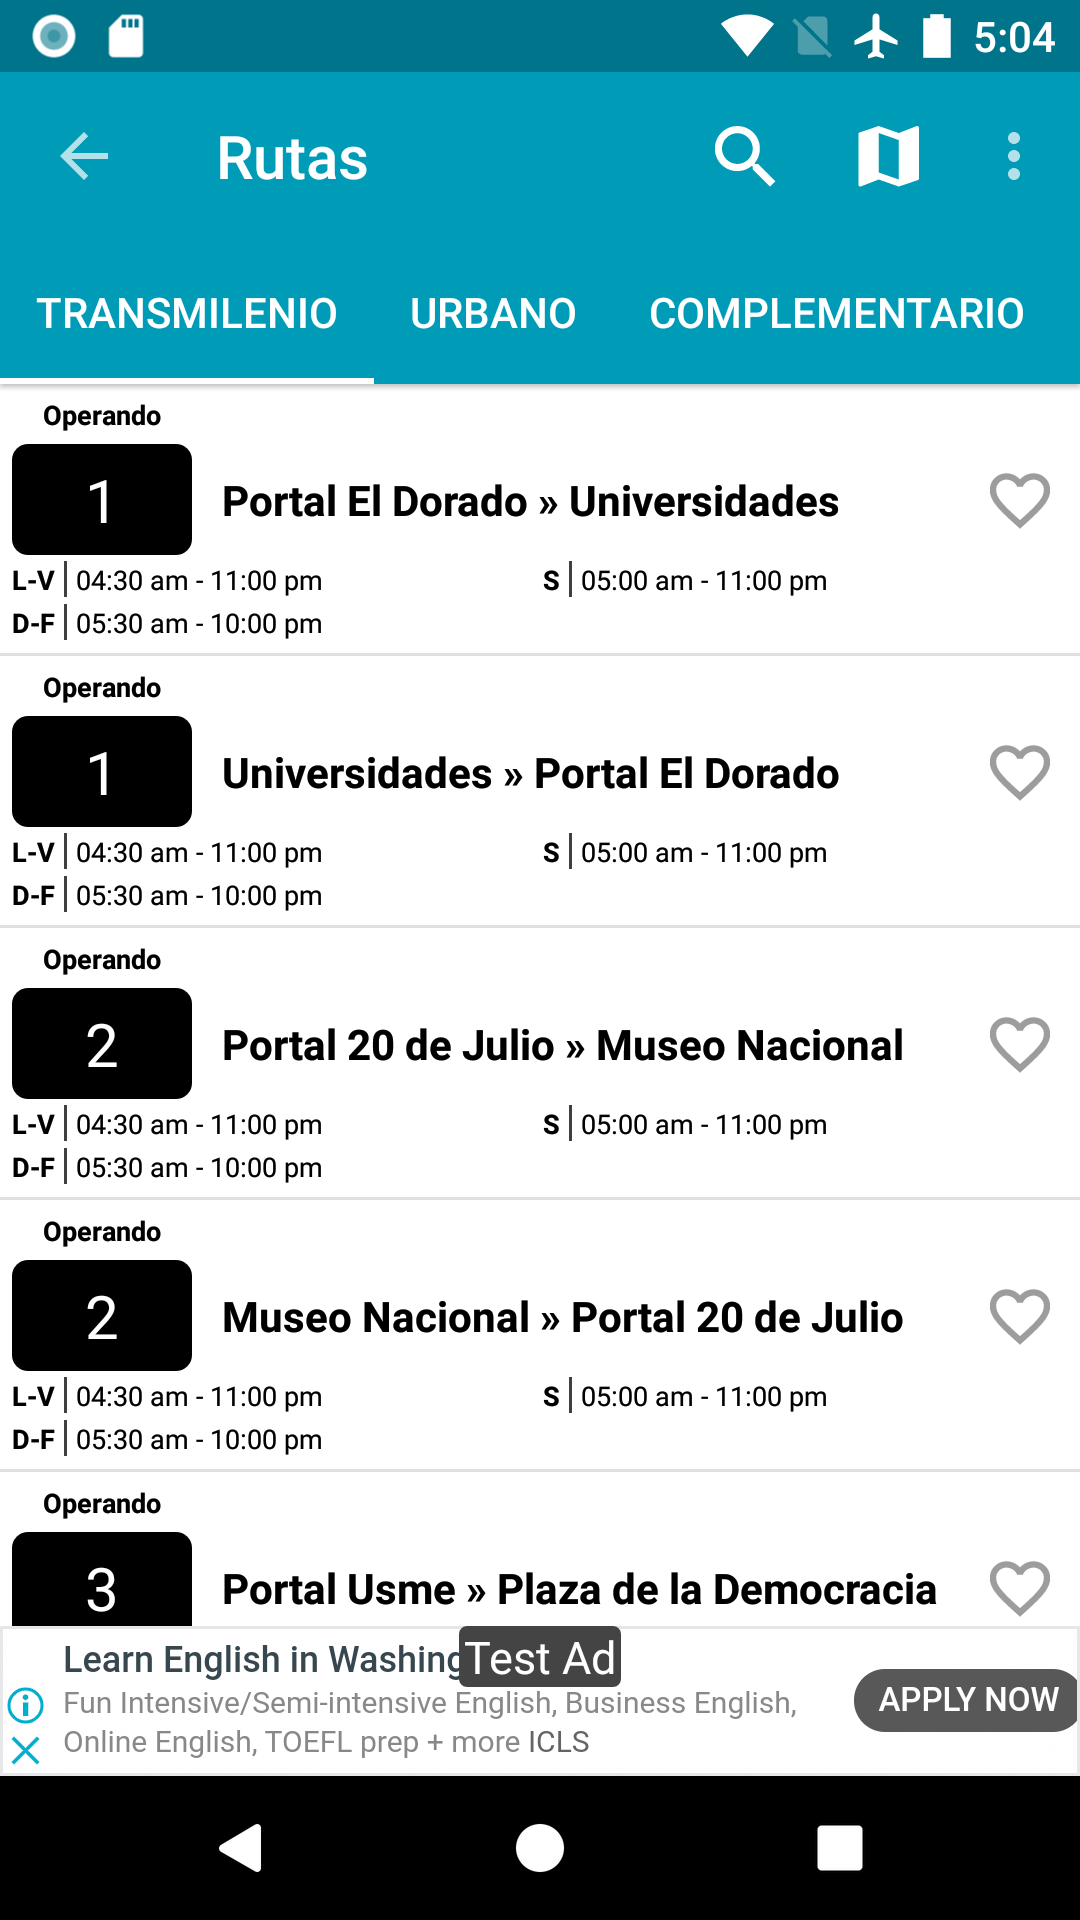 5:04
Rutas
TRANSMILENIO URBANO COMPLEMENTARIO
Operando
1 Portal El Dorado » Universidades
L-V 04:30 am - 11:00 pm S 05:00 am - 11:00 pm
D-F 05:30 am - 10:00 pm
Operando
1 Universidades » Portal El Dorado
L-V 04:30 am - 11:00 pm S 05:00 am - 11:00 pm
D-F 05:30 am - 10:00 pm
Operando
2 Portal 20 de Julio » Museo Nacional
L-V 04:30 am - 11:00 pm S 05:00 am - 11:00 pm
D-F 05:30 am - 10:00 pm
Operando
2 Museo Nacional » Portal 20 de Julio
L-V 04:30 am - 11:00 pm S 05:00 am - 11:00 pm
D-F 05:30 am - 10:00 pm
Operando
3 Portal Usme » Plaza de la Democracia
Learn English in Washing
Test Ad
Fun Intensive/Semi-intensive English, Business English,
Online English, TOEFL prep + more ICLS
APPLY NOW